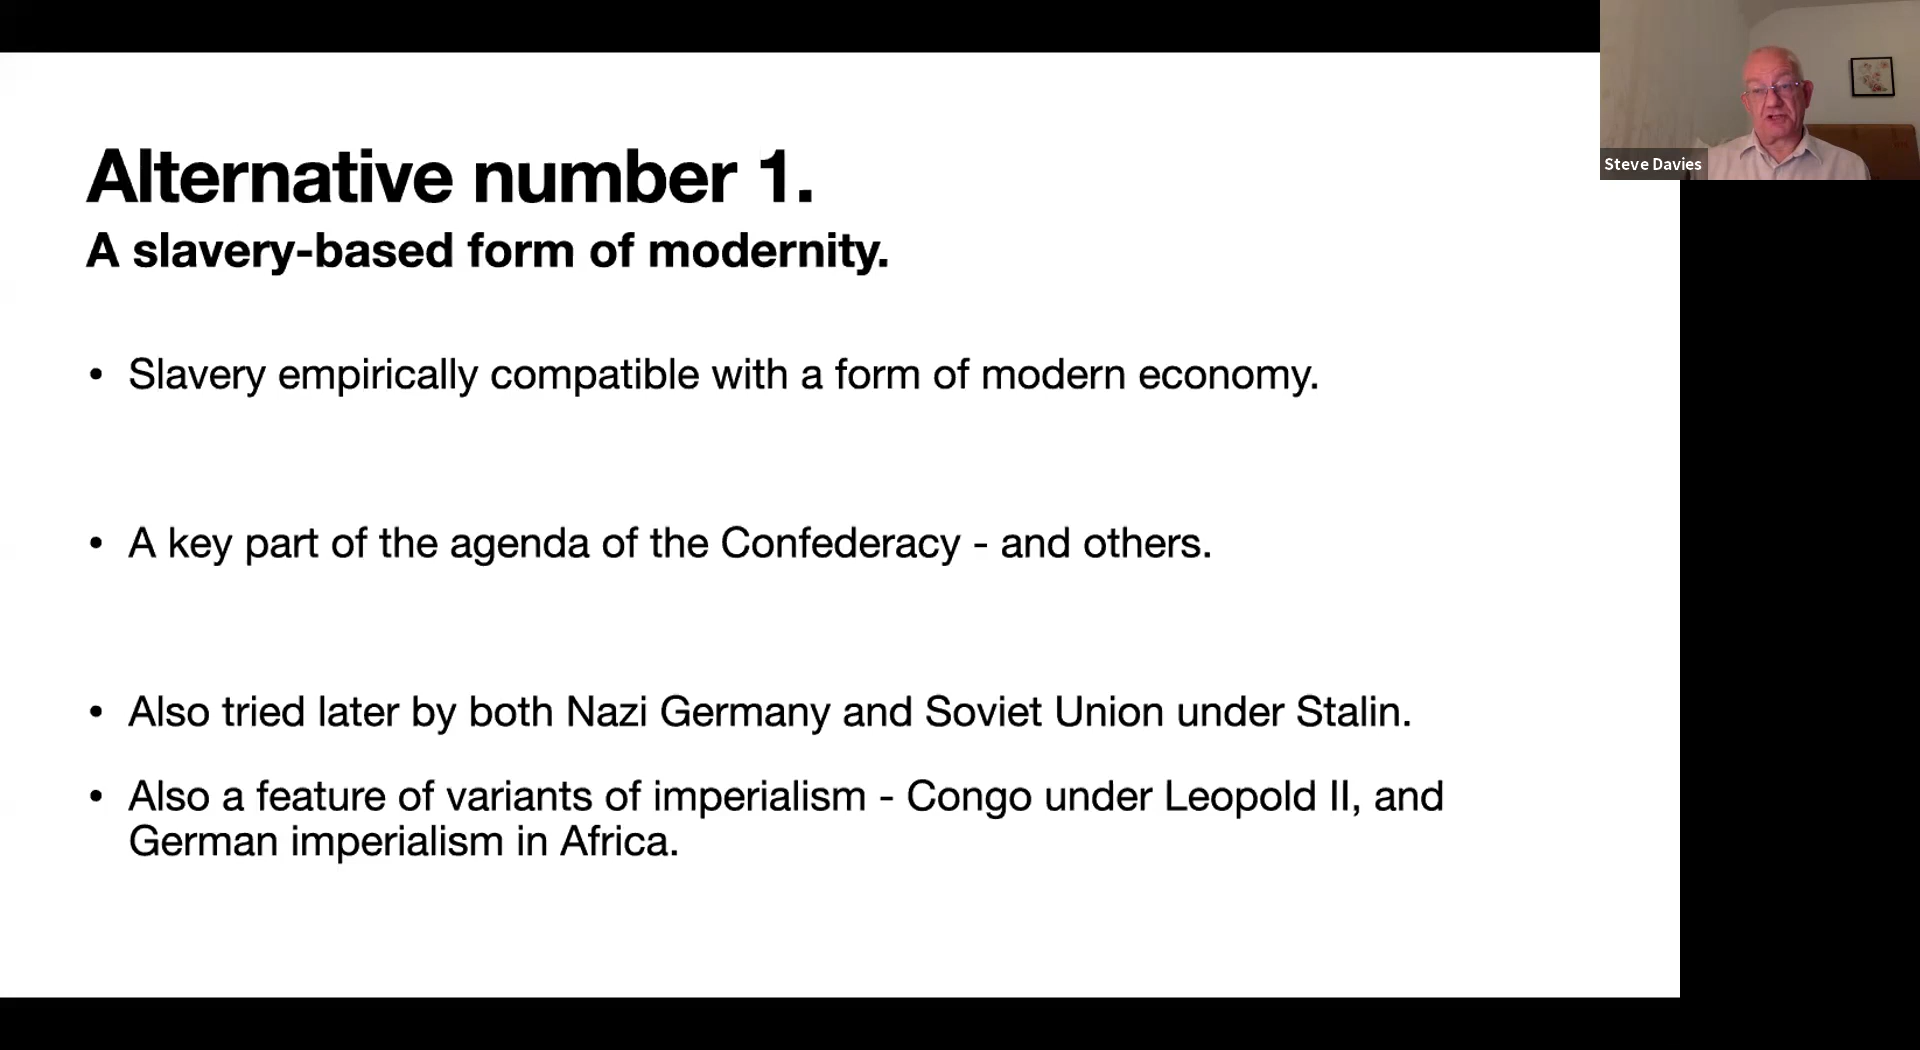 Alternative number 1.
A slavery-based form of modernity.
• Slavery empirically compatible with a form of modern economy.
• A key part of the agenda of the Confederacy - and others.
• Also tried later by both Nazi Germany and Soviet Union under Stalin.
• Also a feature of variants of imperialism - Congo under Leopold II, and
German imperialism in Africa.
Steve Davies